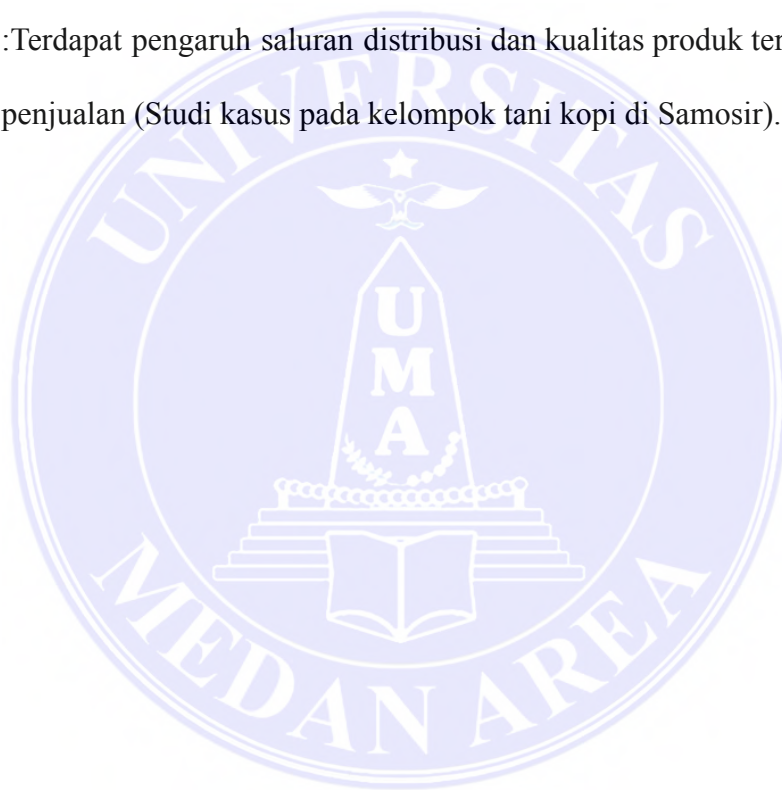 :Terdapat pengaruh saluran distribusi dan kualitas produk
penjualan (Studi kasus pada kelompok tani kopi di Samosir).
UNIVERSITAS
U
M
A
MEDAN AREA